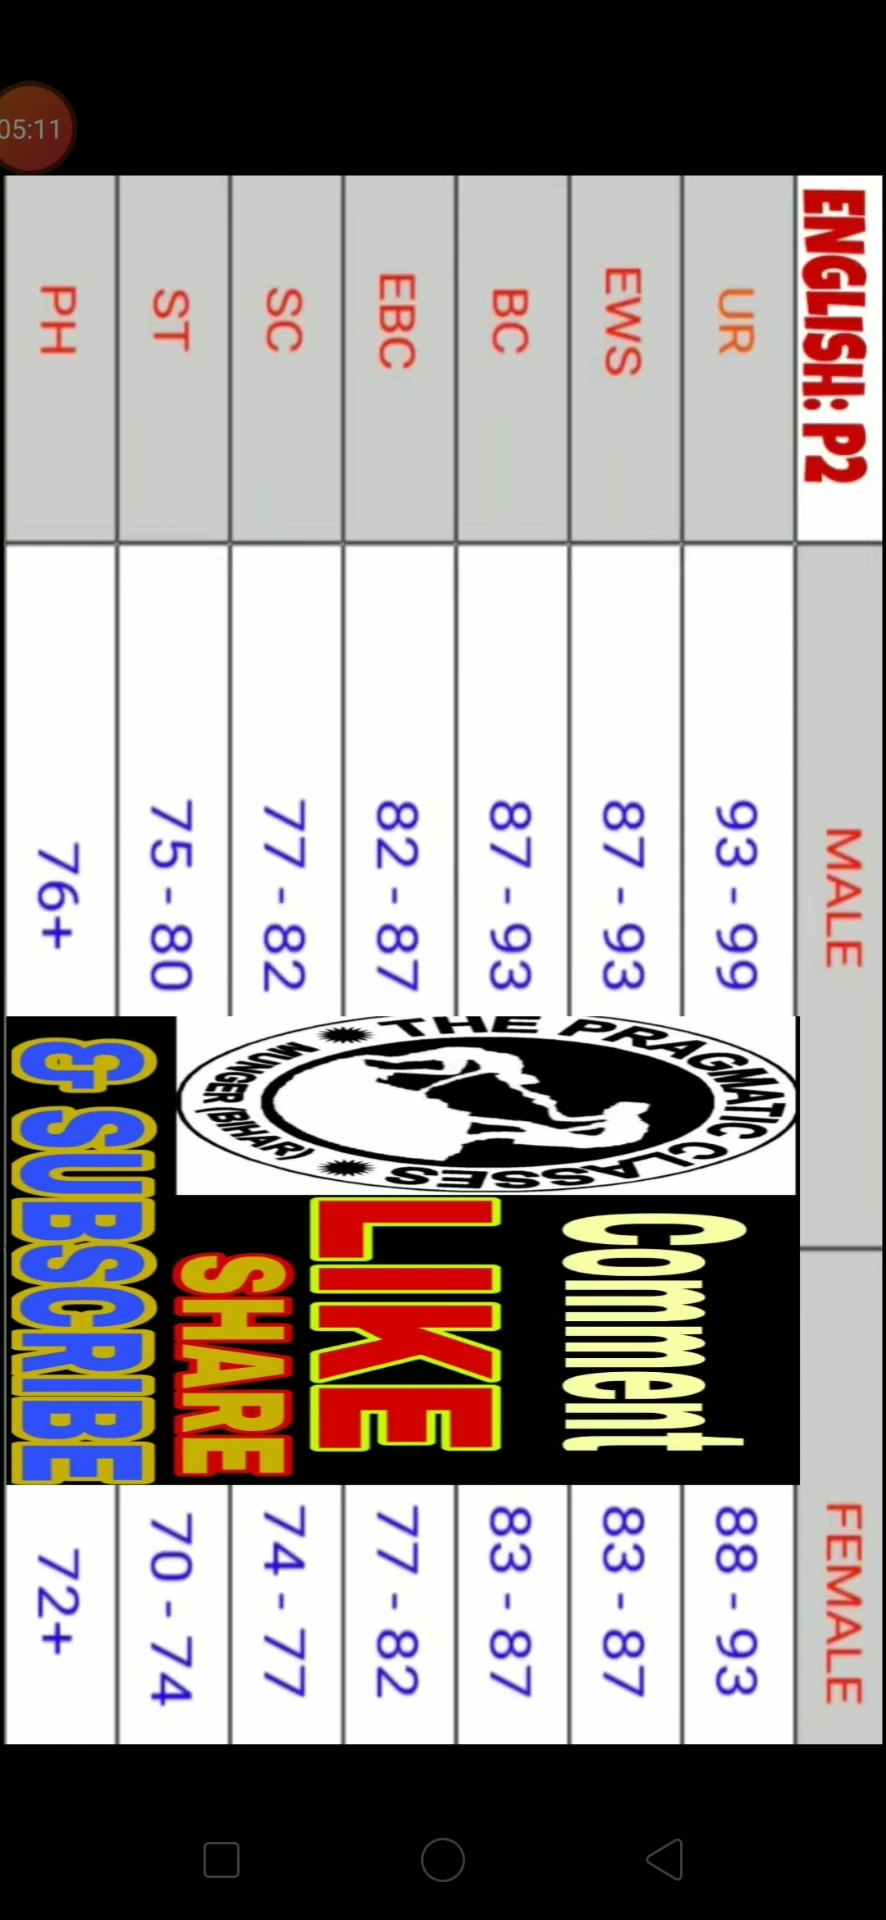 05:11
ENGLISH: P2 MALE FEMALE
UR 93 - 99 88 - 93
EWS 87 - 93 83 - 87
BC 87 - 93 83 - 87
EBC 82 - 87 77 - 82
SC 77 - 82 74 - 77
ST 75 - 80 70 - 74
PH 76+ 72+
THE PRAGMATIC CLASSES
MUNGER (BIHAR)
Comment
LIKE
SHARE
& SUBSCRIBE